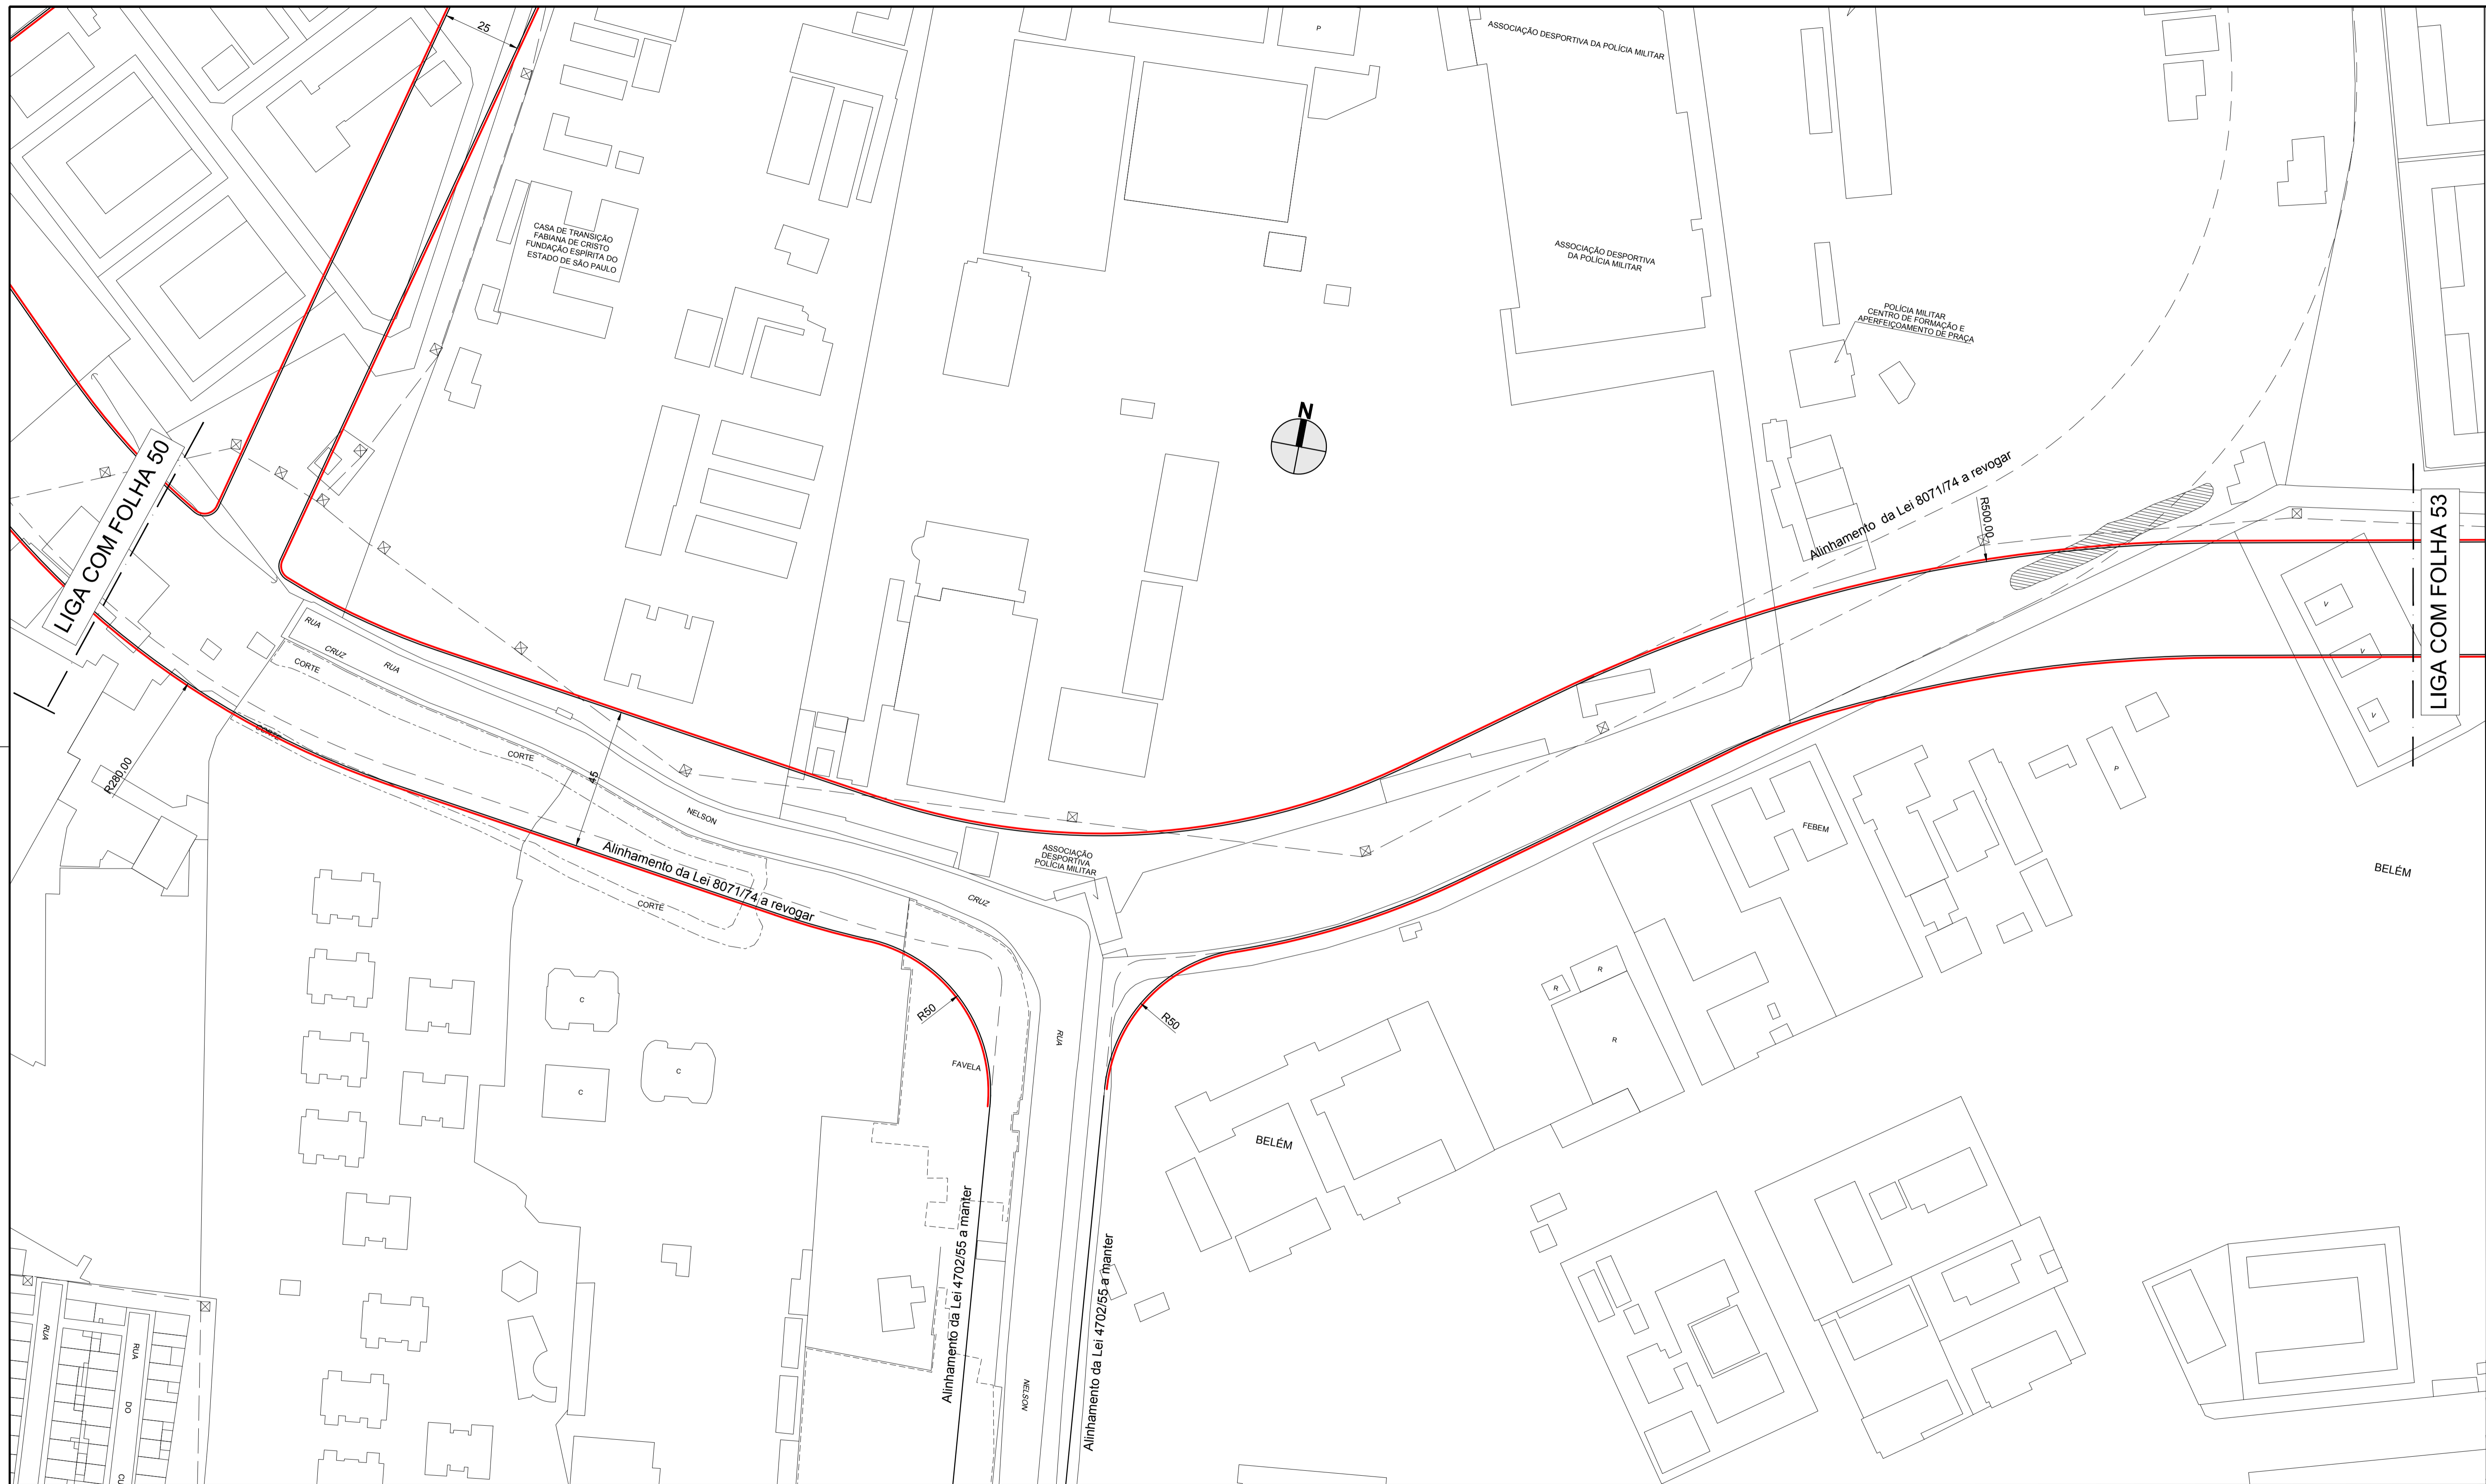 25
P
ASSOCIAÇÃO DESPORTIVA DA POLÍCIA MILITAR
CASA DE TRANSIÇÃO
FABIANA DE CRISTO
FUNDAÇÃO ESPÍRITA DO
ESTADO DE SÃO PAULO
ASSOCIAÇÃO DESPORTIVA
DA POLÍCIA MILITAR
POLÍCIA MILITAR
CENTRO DE FORMAÇÃO E
APERFEIÇOAMENTO DE PRAÇA
N
LIGA COM FOLHA 50
Alinhamento da Lei 8071/74 a revogar
R500.00
LIGA COM FOLHA 53
V
V
V
RUA
CRUZ
RUA
CORTE
CORTE
CORTE
R280.00
45
NELSON
P
FEBEM
BELÉM
ASSOCIAÇÃO
DESPORTIVA
POLÍCIA MILITAR
Alinhamento da Lei 8071/74 a revogar
CORTE
CRUZ
R
R
R
C
C
C
R50
R50
RUA
FAVELA
BELÉM
Alinhamento da Lei 4702/55 a manter
Alinhamento da Lei 4702/55 a manter
NELSON
RUA
RUA
DO
CU